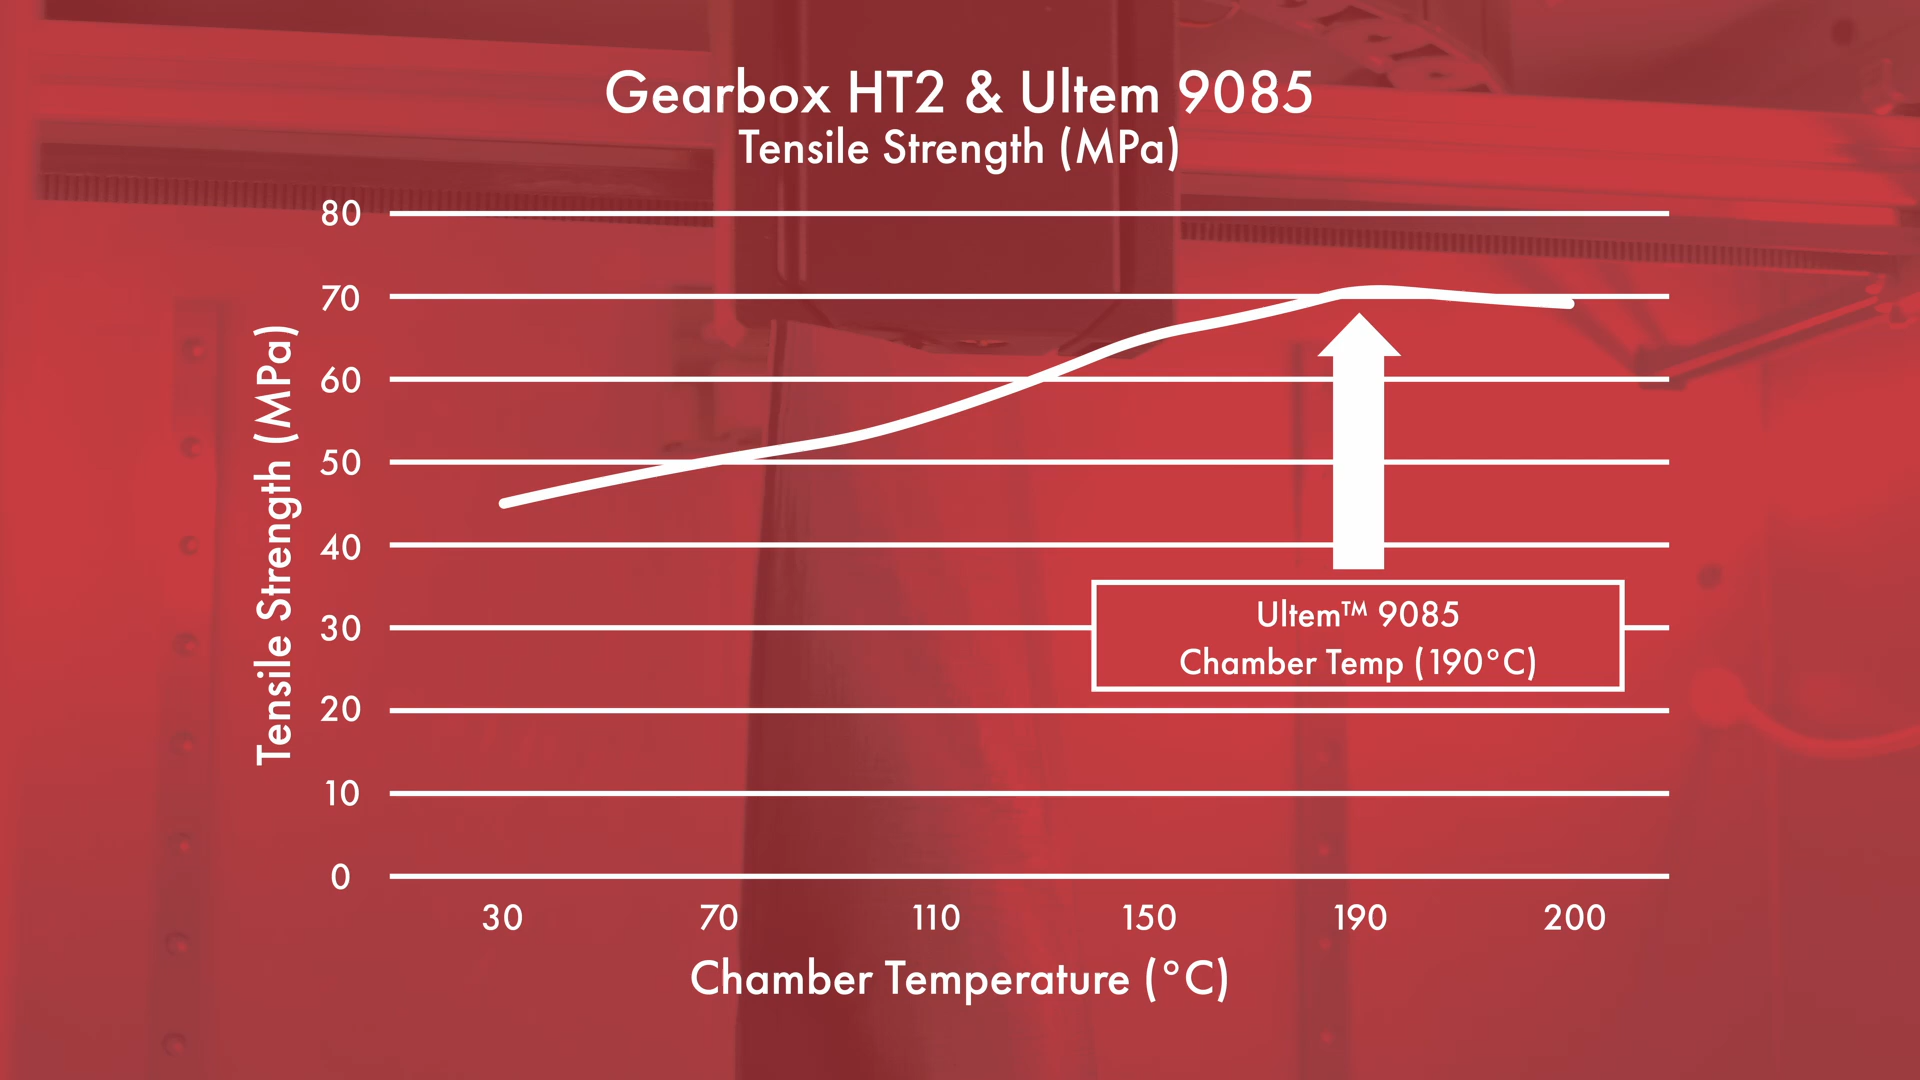 Gearbox HT2 & Ultem 9085
Tensile Strength (MPa)
80
70
60
50
40
30
20
10
0
Tensile Strength (MPa)
Ultem™ 9085
Chamber Temp (190°C)
30 70 110 150 190 200
Chamber Temperature (°C)